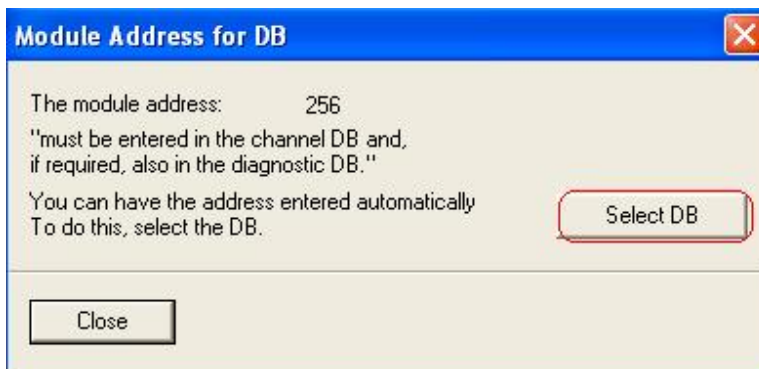 Module Address for DB
The module address: 256
"must be entered in the channel DB and,
if required, also in the diagnostic DB."
You can have the address entered automatically
To do this, select the DB.
Select DB
Close